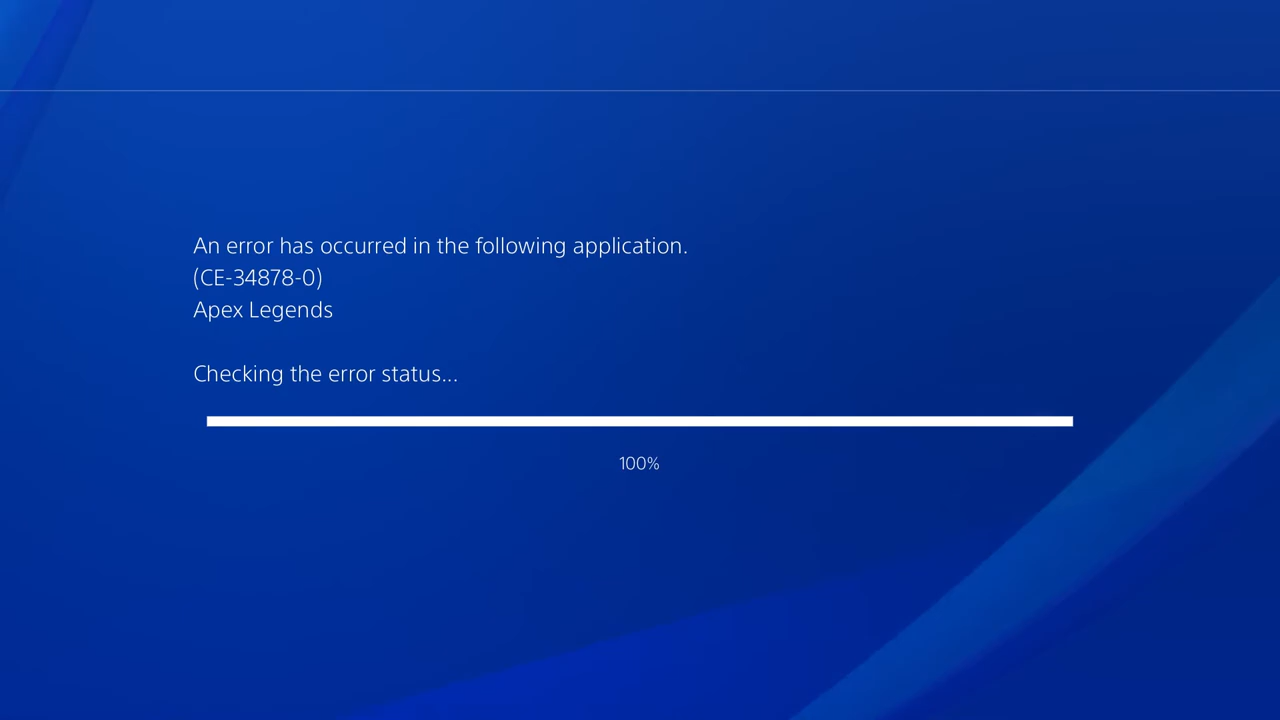 An error has occurred in the following application.
(CE-34878-0)
Apex Legends
Checking the error status...
100%